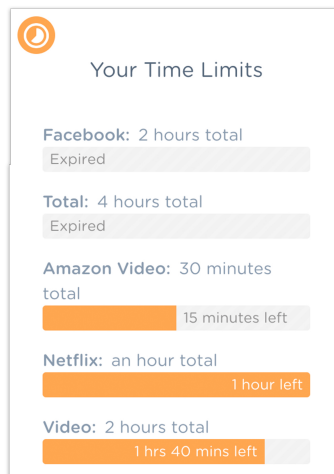 Your Time Limits
Facebook: 2 hours total
Expired
Total: 4 hours total
Expired
Amazon Video: 30 minutes
total
15 minutes left
Netflix: an hour total
1 hour left
Video: 2 hours total
1 hrs 40 mins left